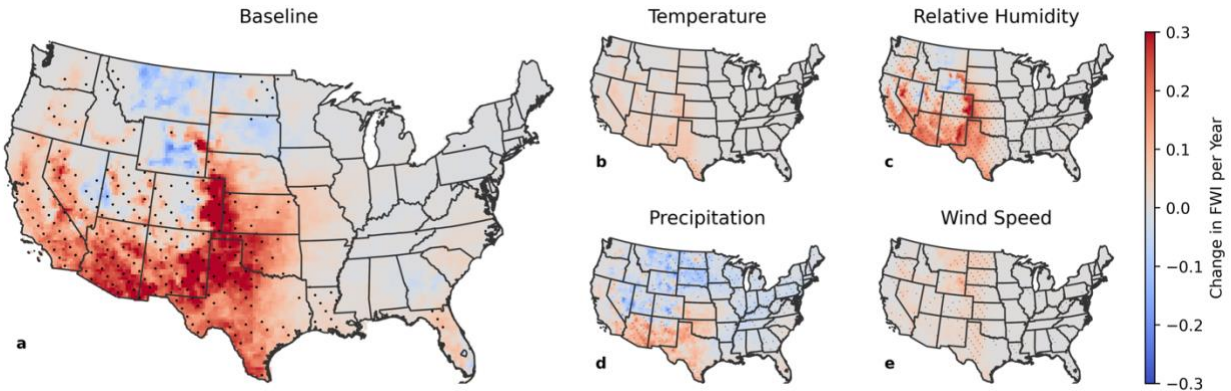 Baseline
Temperature
Relative Humidity
a
b
c
Precipitation
Wind Speed
d
e
0.3
0.2
0.1
0.0
−0.1
−0.2
−0.3
Change in FWI per Year